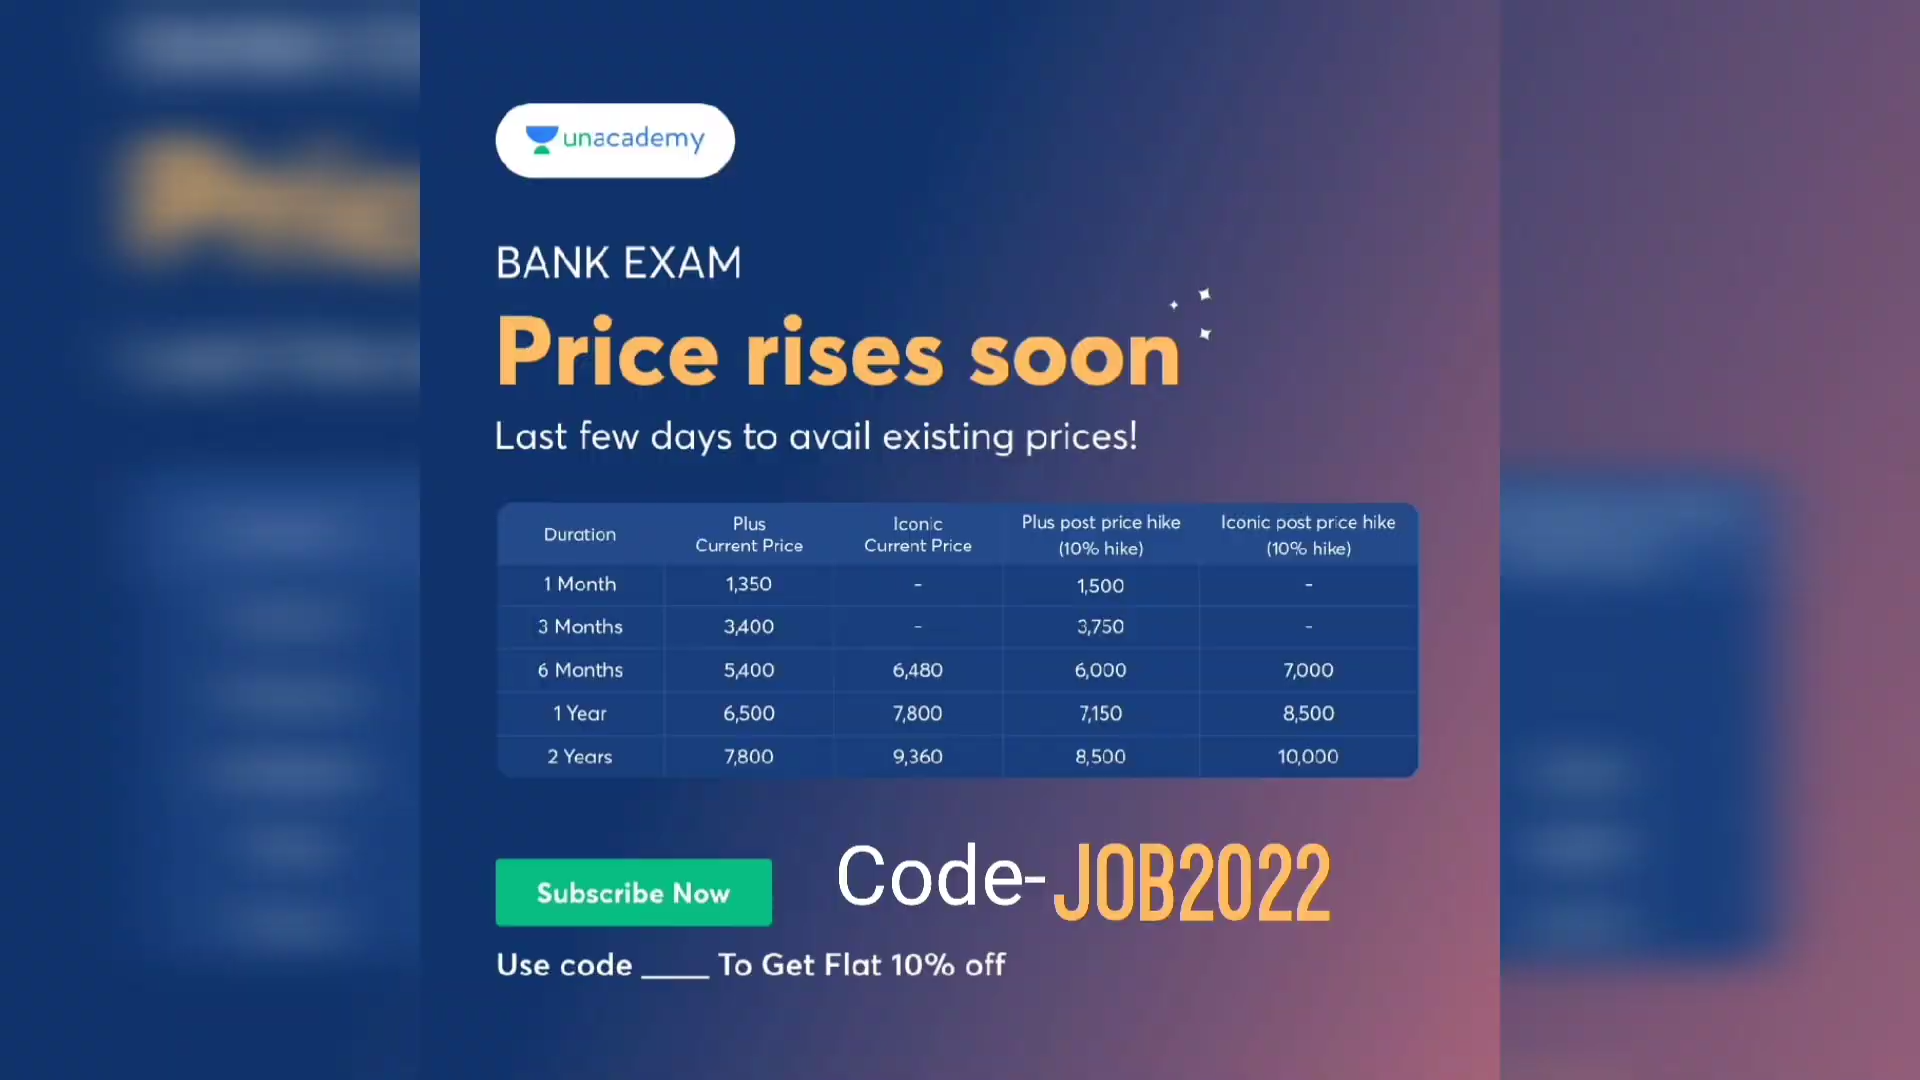 unacademy
BANK EXAM
Price rises soon
Last few days to avail existing prices!
Duration Plus Current Price Iconic Current Price Plus post price hike (10% hike) Iconic post price hike (10% hike)
1 Month 1,350 - 1,500 -
3 Months 3,400 - 3,750 -
6 Months 5,400 6,480 6,000 7,000
1 Year 6,500 7,800 7,150 8,500
2 Years 7,800 9,360 8,500 10,000
Subscribe Now Code-JOB2022
Use code ____ To Get Flat 10% off